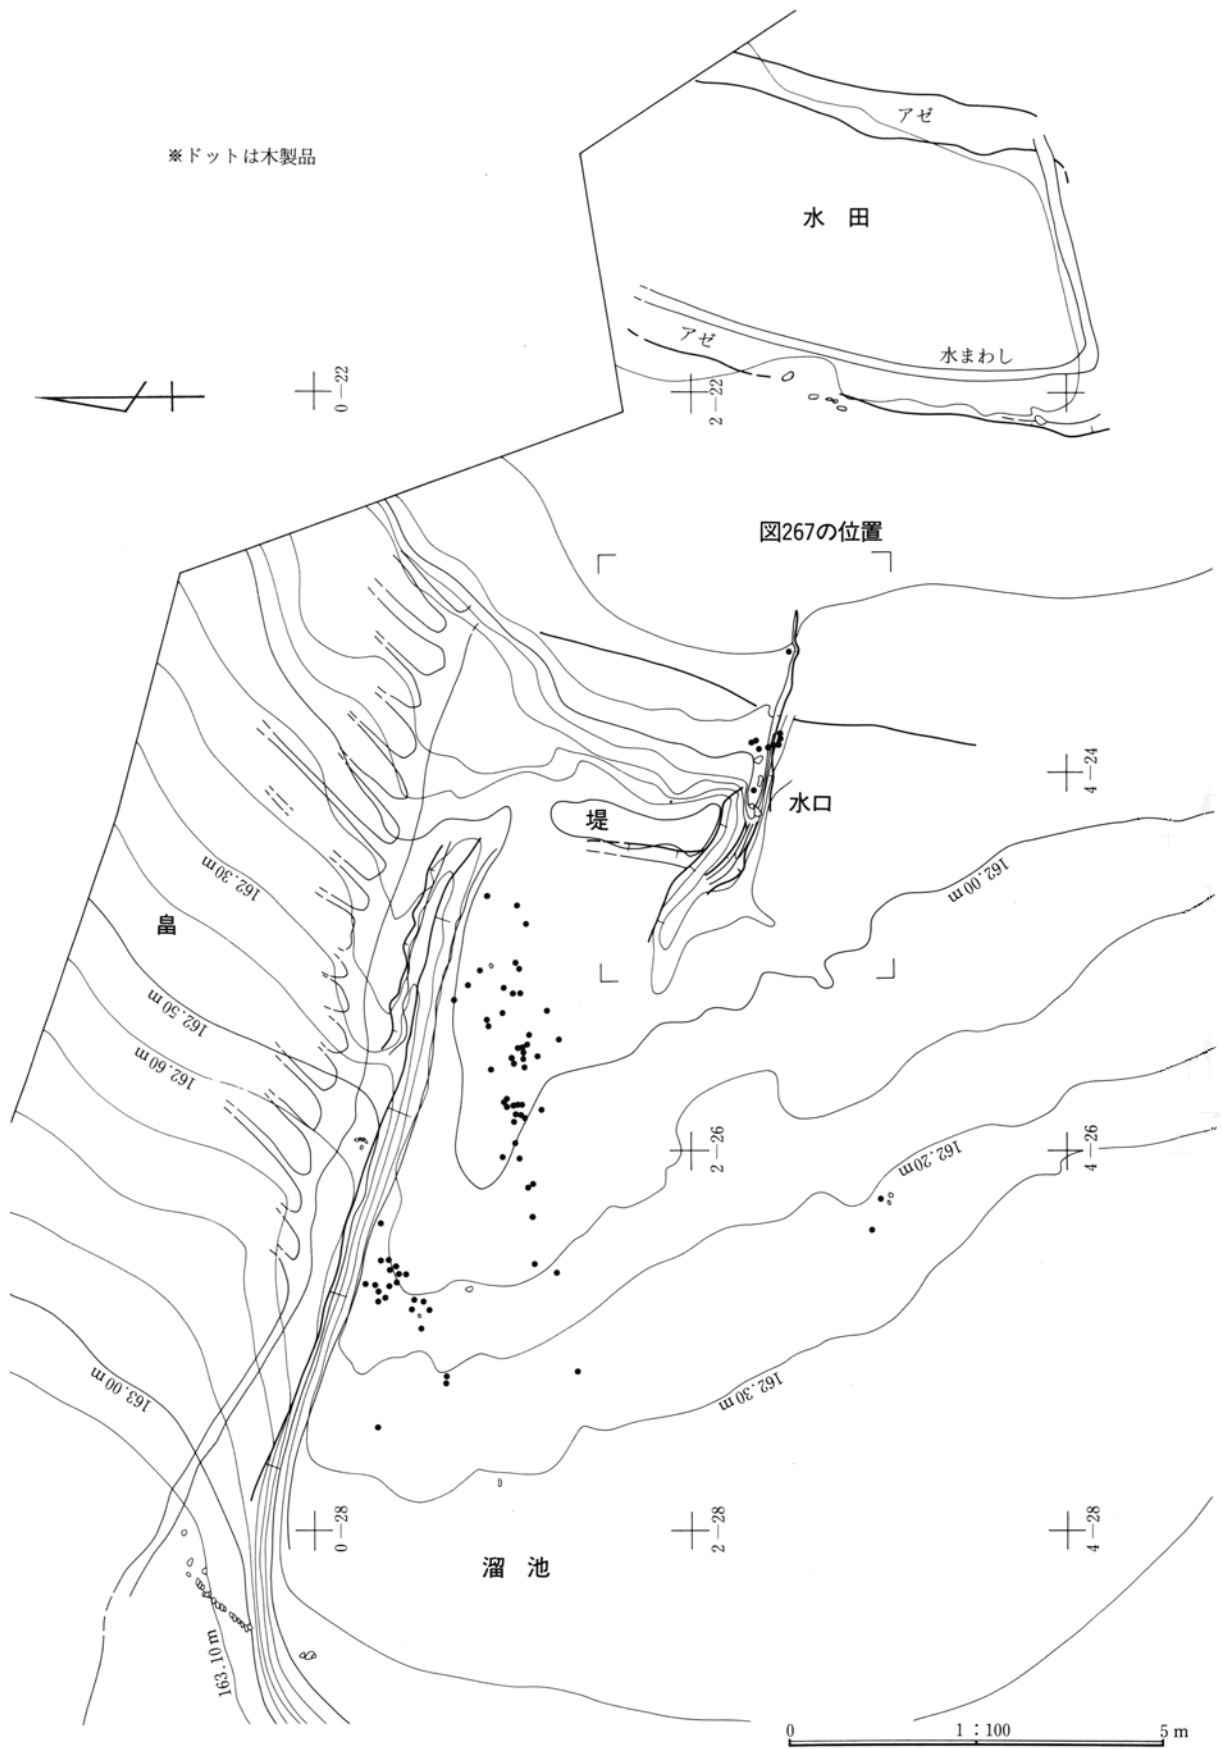 アゼ
※ドットは木製品
水 田
アゼ
水まわし
0—22
2—22
図267の位置
4—24
堤
水口
162.30m
162.00m
畠
162.50m
162.60m
2—26
4—26
162.20m
163.00m
162.30m
0—28
2—28
4—28
溜 池
163.10m
0 1:100 5m